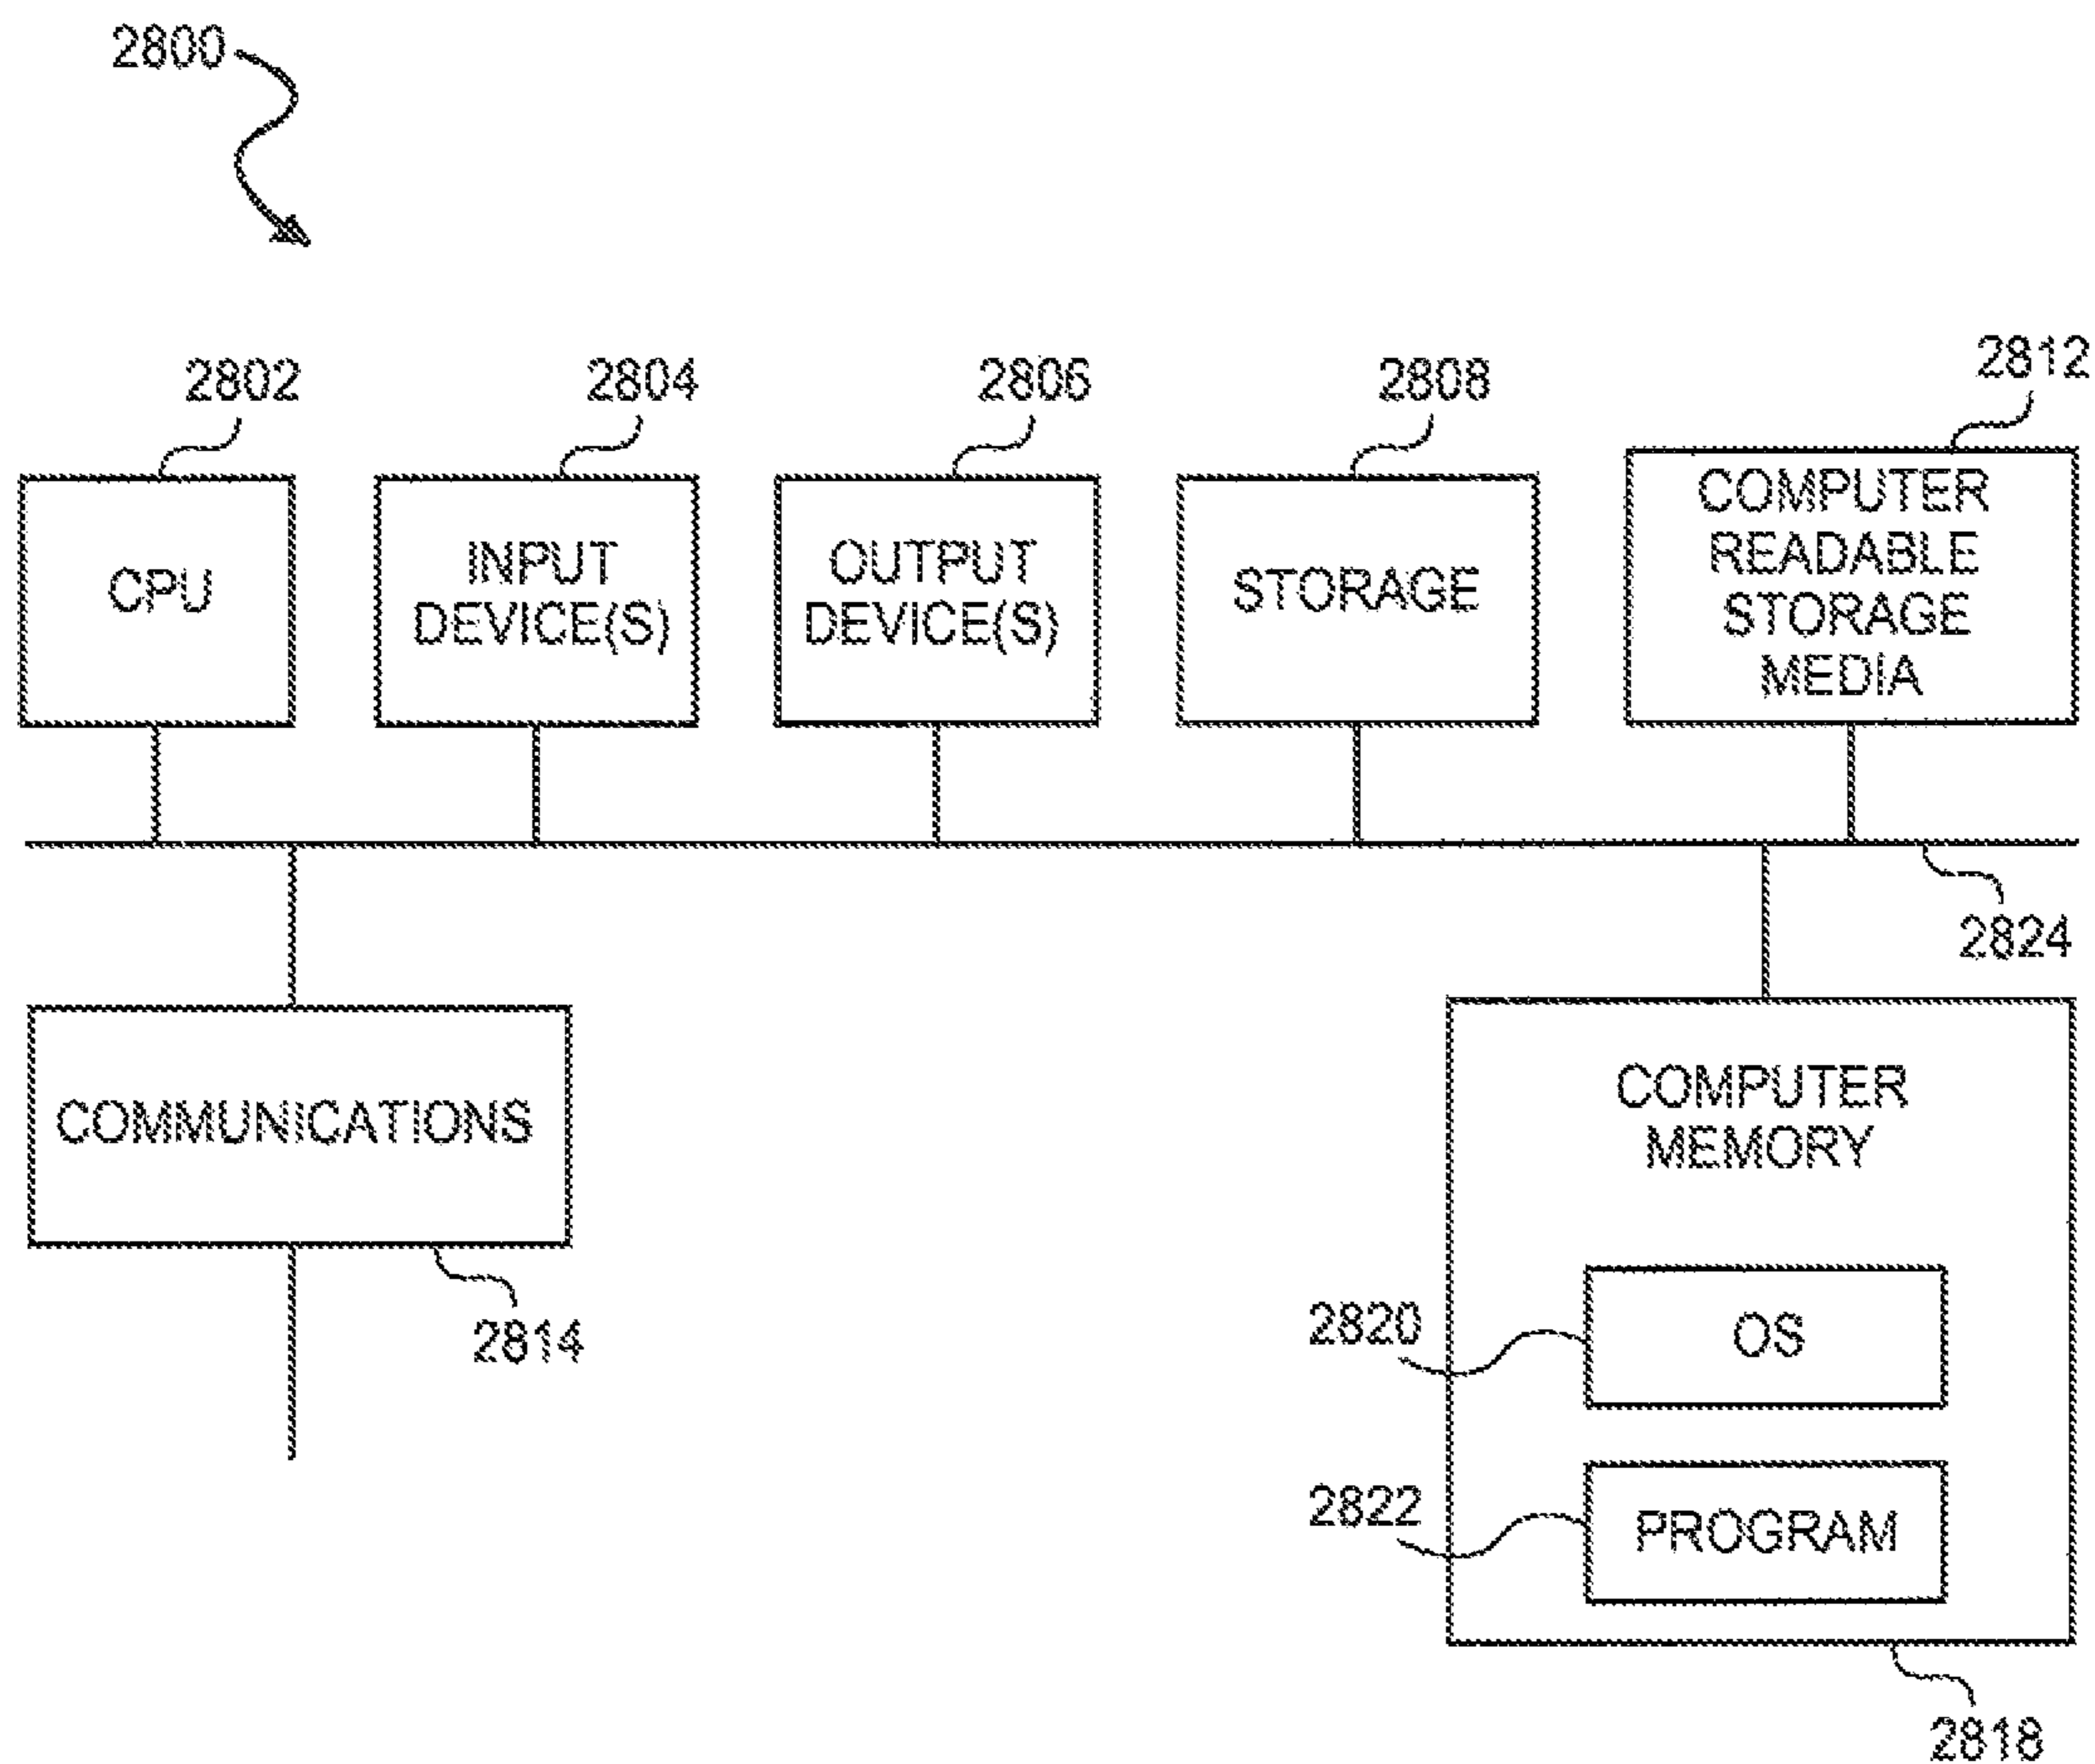 2800
2802
2804
2806
2808
2812
CPU
INPUT
DEVICE(S)
OUTPUT
DEVICE(S)
STORAGE
COMPUTER
READABLE
STORAGE
MEDIA
2824
COMMUNICATIONS
2814
COMPUTER
MEMORY
2820
OS
2822
PROGRAM
2818